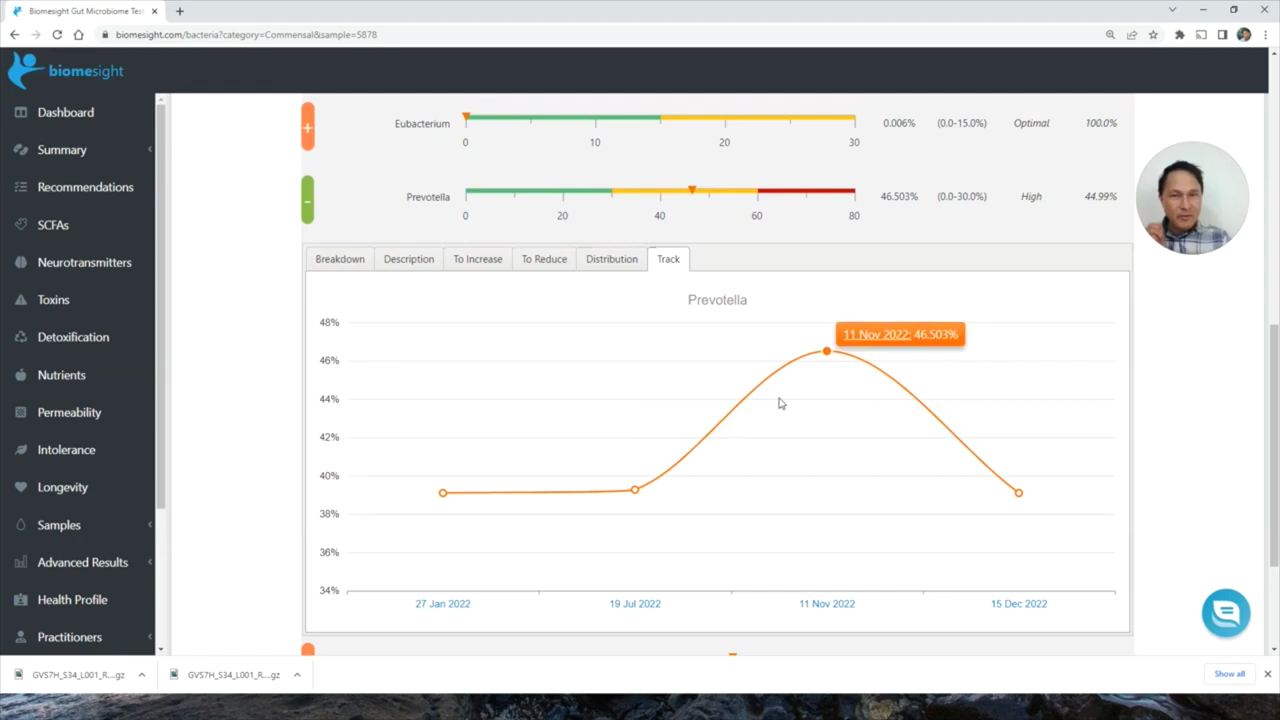 Biomesight Gut Microbiome Tes
biomesight.com/bacteria?category=Commensal&sample=5878
biomesight
Dashboard
Summary
Recommendations
SCFAs
Neurotransmitters
Toxins
Detoxification
Nutrients
Permeability
Intolerance
Longevity
Samples
Advanced Results
Health Profile
Practitioners
+
Eubacterium
0 10 20 30
0.006% (0.0-15.0%) Optimal 100.0%
-
Prevotella
0 20 40 60 80
46.503% (0.0-30.0%) High 44.99%
Breakdown Description To Increase To Reduce Distribution Track
Prevotella
11 Nov 2022: 46.503%
48%
46%
44%
42%
40%
38%
36%
34%
27 Jan 2022 19 Jul 2022 11 Nov 2022 15 Dec 2022
GVS7H_S34_L001_R....gz GVS7H_S34_L001_R....gz Show all